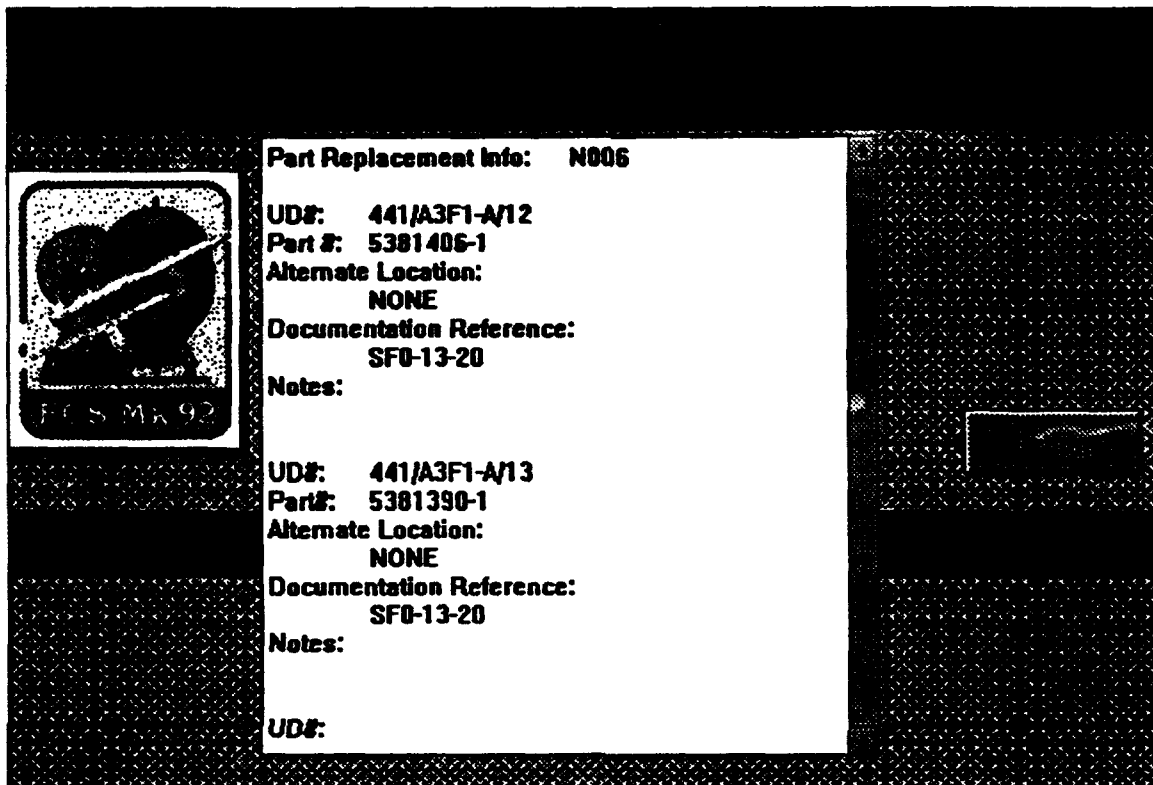 Part Replacement Info: N006
UD#: 441/A3F1-A/12
Part #: 5381406-1
Alternate Location:
NONE
Documentation Reference:
SF0-13-20
Notes:
UD#: 441/A3F1-A/13
Part#: 5381390-1
Alternate Location:
NONE
Documentation Reference:
SF0-13-20
Notes:
UD#:
FCS MK 92